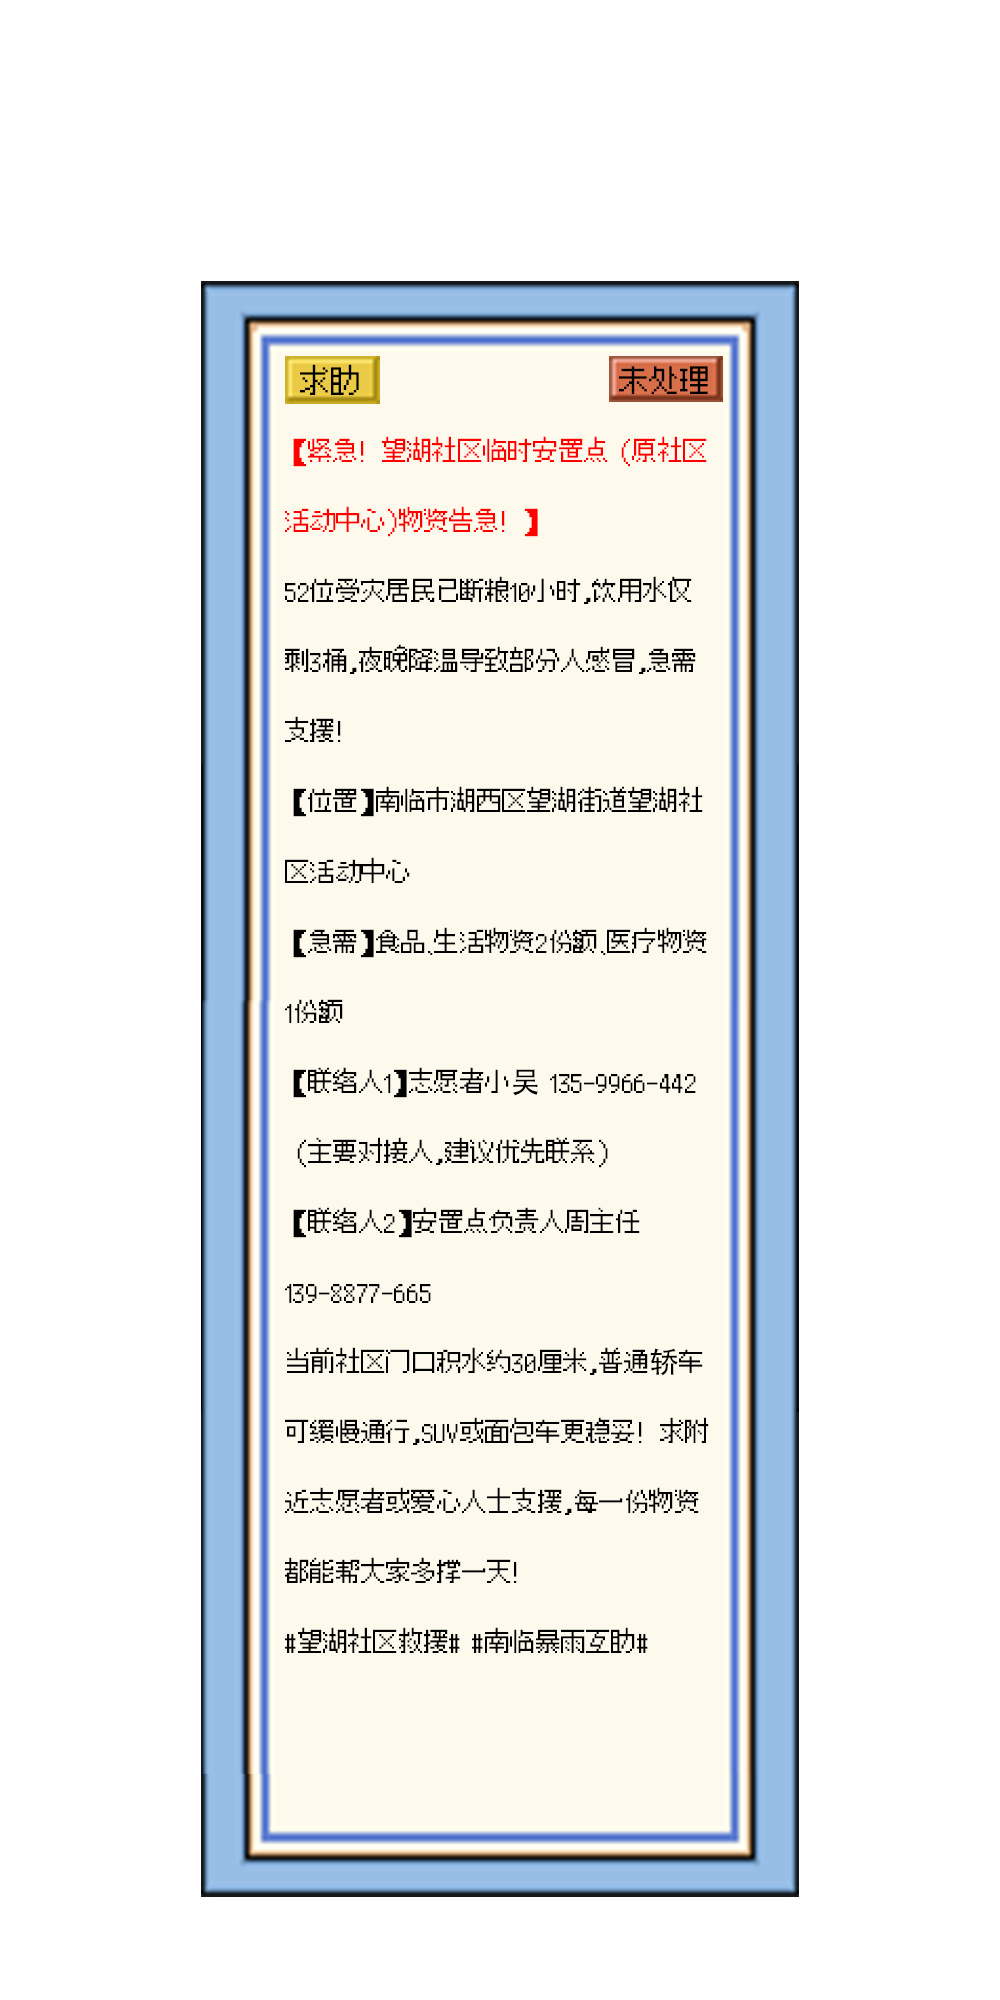 求助 未处理
【紧急！望湖社区临时安置点（原社区
活动中心)物资告急！】
52位受灾居民已断粮10小时,饮用水仅
剩3桶,夜晚降温导致部分人感冒,急需
支援!
【位置】南临市湖西区望湖街道望湖社
区活动中心
【急需】食品、生活物资2份额、医疗物资
1份额
【联络人1】志愿者小吴 135-9966-442
（主要对接人,建议优先联系)
【联络人2】安置点负责人周主任
139-8877-665
当前社区门口积水约30厘米,普通轿车
可缓慢通行,SUV或面包车更稳妥！求附
近志愿者或爱心人士支援,每一份物资
都能帮大家多撑一天!
#望湖社区救援# #南临暴雨互助#